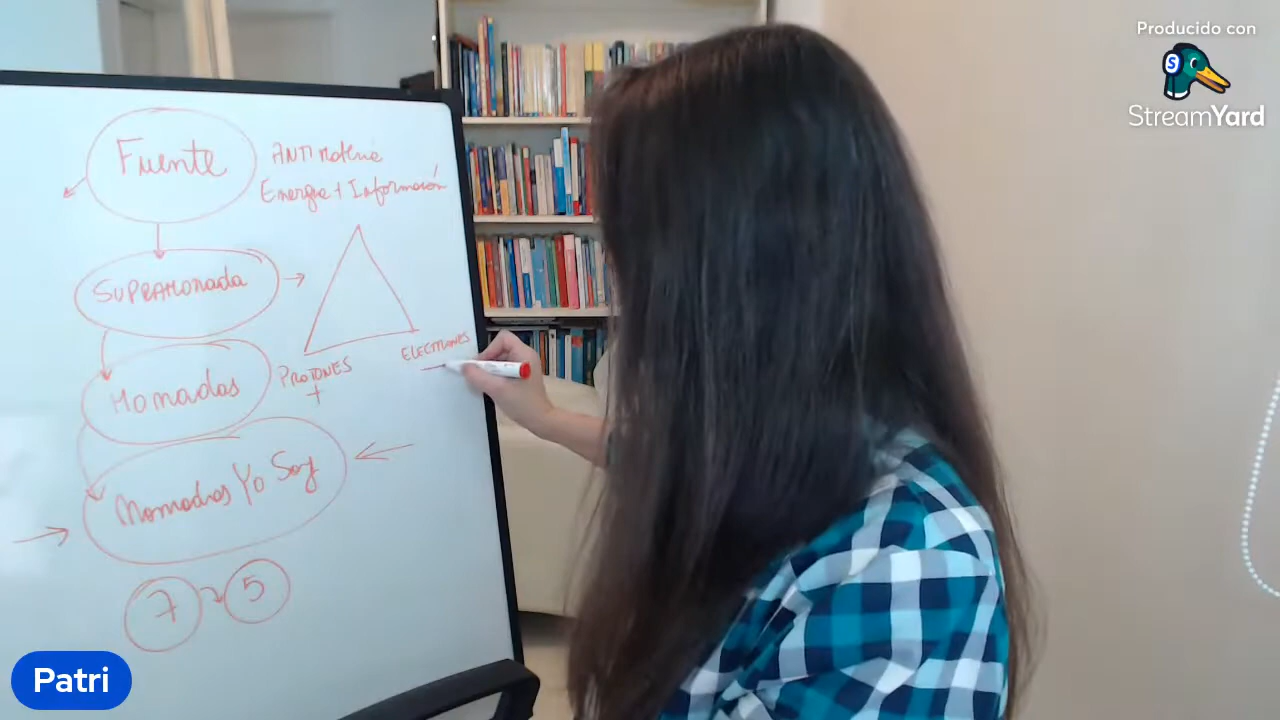 Fuente
ANTI Materia
Energía + Información
SUPRAMONADA
PROTONES
+
ELECTRONES
Monadas
Monadas Yo Soy
7
5
Patri
Producido con
StreamYard